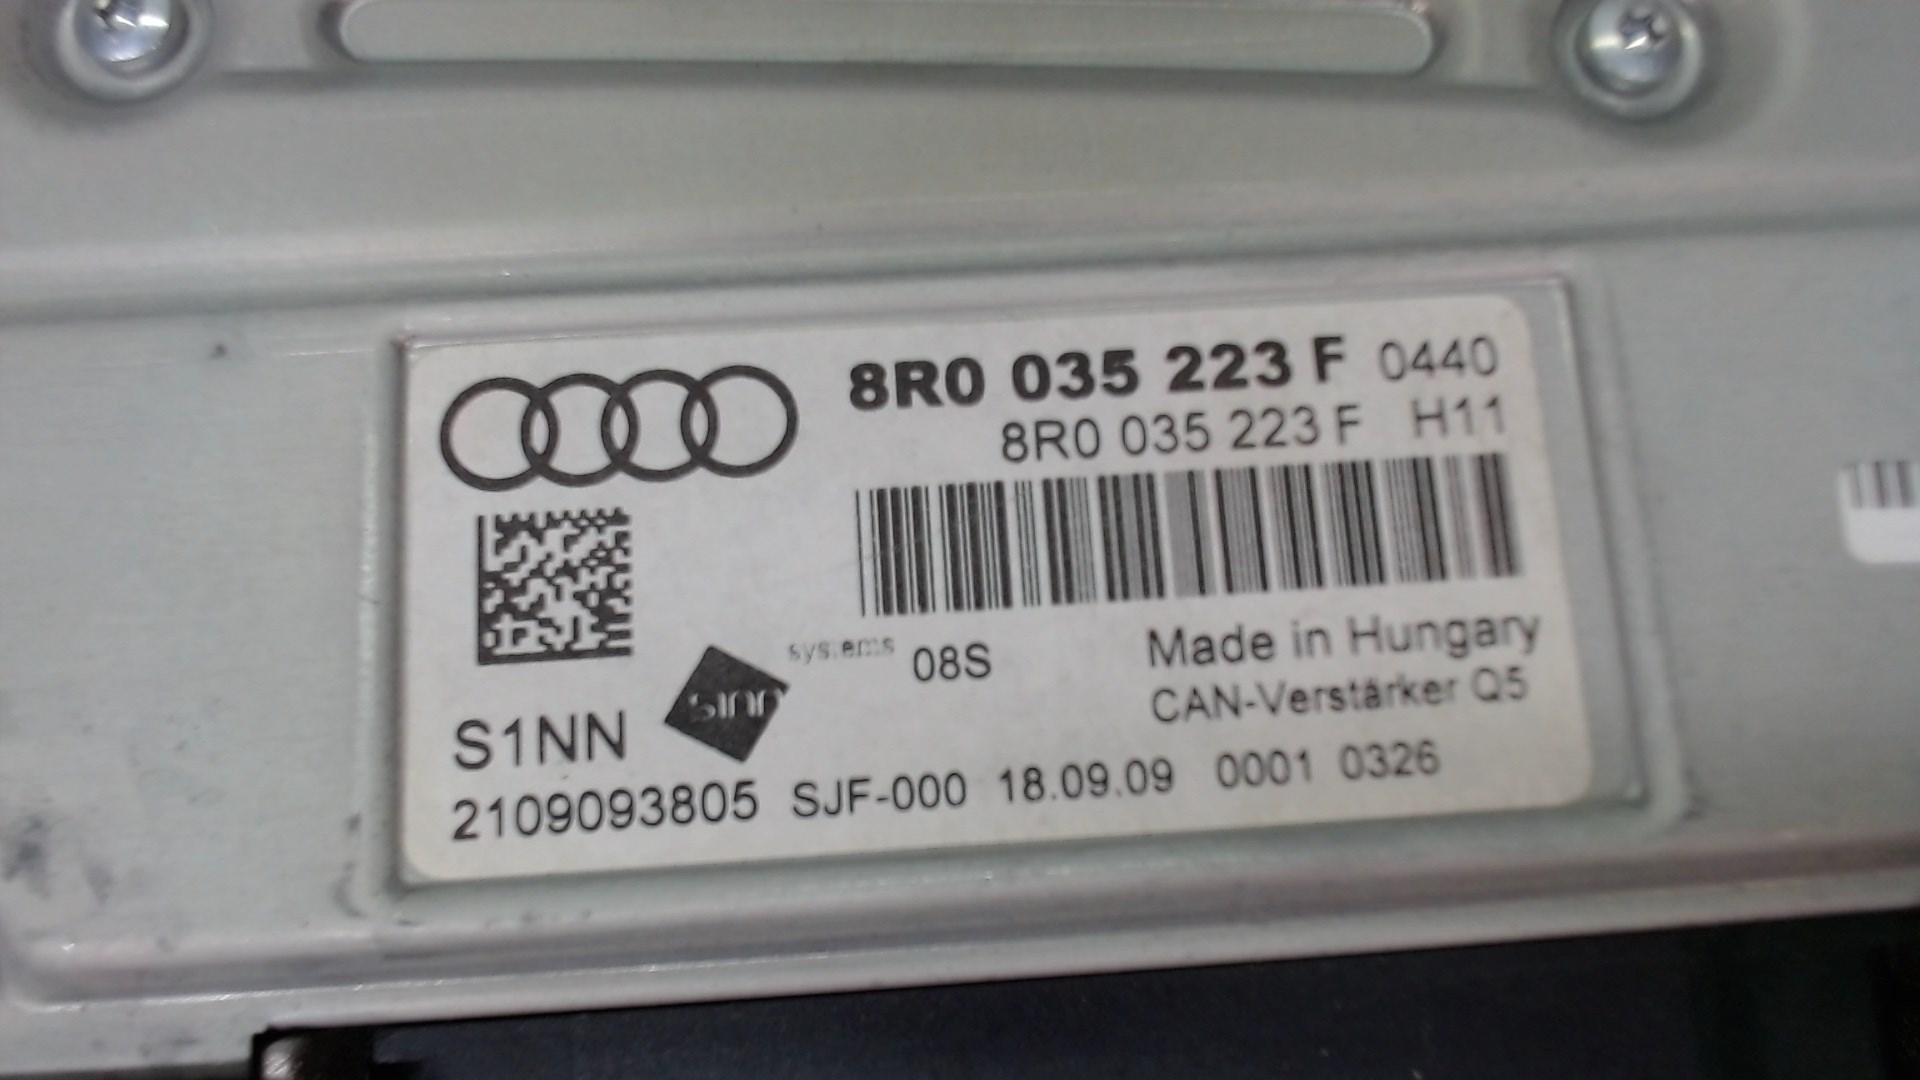 8R0 035 223 F 0440
8R0 035 223 F H11
systems
sinn
08S
Made in Hungary
CAN-Verstärker Q5
S1NN
2109093805 SJF-000 18.09.09 0001 0326